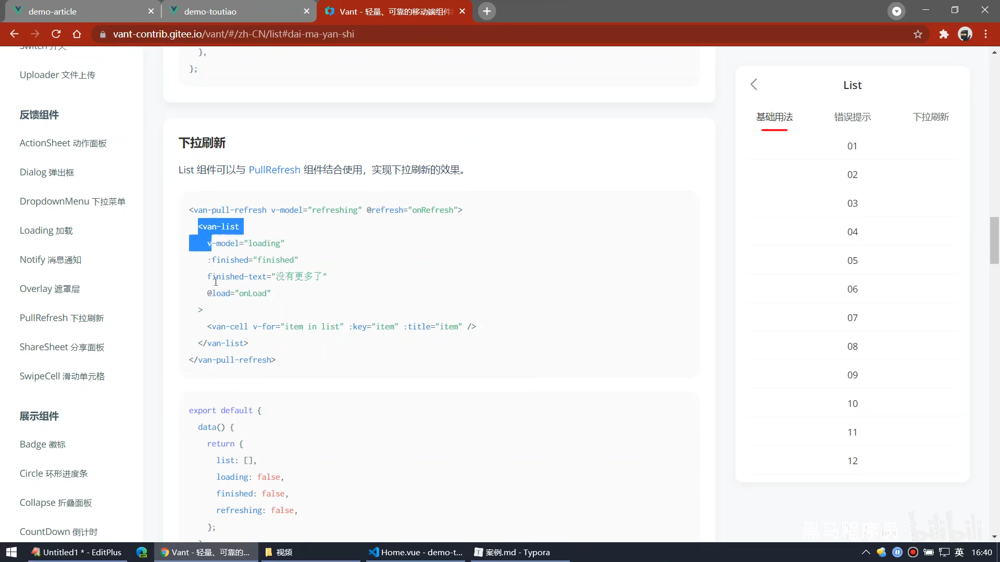 demo-article
demo-toutiao
Vant - 轻量、可靠的移动端组件
vant-contrib.gitee.io/vant/#/zh-CN/list#dai-ma-yan-shi
Switch 开关
Uploader 文件上传
反馈组件
ActionSheet 动作面板
Dialog 弹出框
DropdownMenu 下拉菜单
Loading 加载
Notify 消息通知
Overlay 遮罩层
PullRefresh 下拉刷新
ShareSheet 分享面板
SwipeCell 滑动单元格
展示组件
Badge 徽标
Circle 环形进度条
Collapse 折叠面板
CountDown 倒计时
},
};
下拉刷新
List 组件可以与 PullRefresh 组件结合使用，实现下拉刷新的效果。
<van-pull-refresh v-model="refreshing" @refresh="onRefresh">
<van-list
v-model="loading"
:finished="finished"
finished-text="没有更多了"
@load="onLoad"
>
<van-cell v-for="item in list" :key="item" :title="item" />
</van-list>
</van-pull-refresh>
export default {
data() {
return {
list: [],
loading: false,
finished: false,
refreshing: false,
};
List
基础用法 错误提示 下拉刷新
01
02
03
04
05
06
07
08
09
10
11
12
黑马程序员 bilibili
Untitled1 * - EditPlus
Vant - 轻量、可靠的...
视频
Home.vue - demo-t...
案例.md - Typora
英
16:40